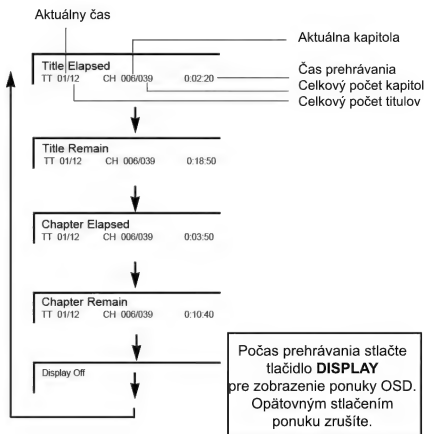 Aktuálny čas
Aktuálna kapitola
Title Elapsed
TT 01/12 CH 006/039 0:02:20
Čas prehrávania
Celkový počet kapitol
Celkový počet titulov
Title Remain
TT 01/12 CH 006/039 0:18:50
Chapter Elapsed
TT 01/12 CH 006/039 0:03:50
Chapter Remain
TT 01/12 CH 006/039 0:10:40
Display Off
Počas prehrávania stlačte
tlačidlo DISPLAY
pre zobrazenie ponuky OSD.
Opätovným stlačením
ponuku zrušíte.